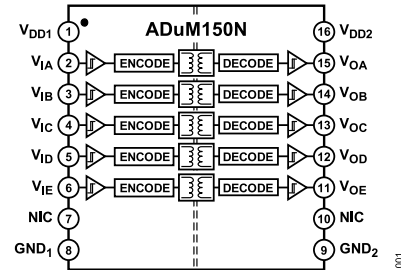 ADuM150N
VDD1 1 16 VDD2
VIA 2 ENCODE DECODE 15 VOA
VIB 3 ENCODE DECODE 14 VOB
VIC 4 ENCODE DECODE 13 VOC
VID 5 ENCODE DECODE 12 VOD
VIE 6 ENCODE DECODE 11 VOE
NIC 7 10 NIC
GND1 8 9 GND2
001